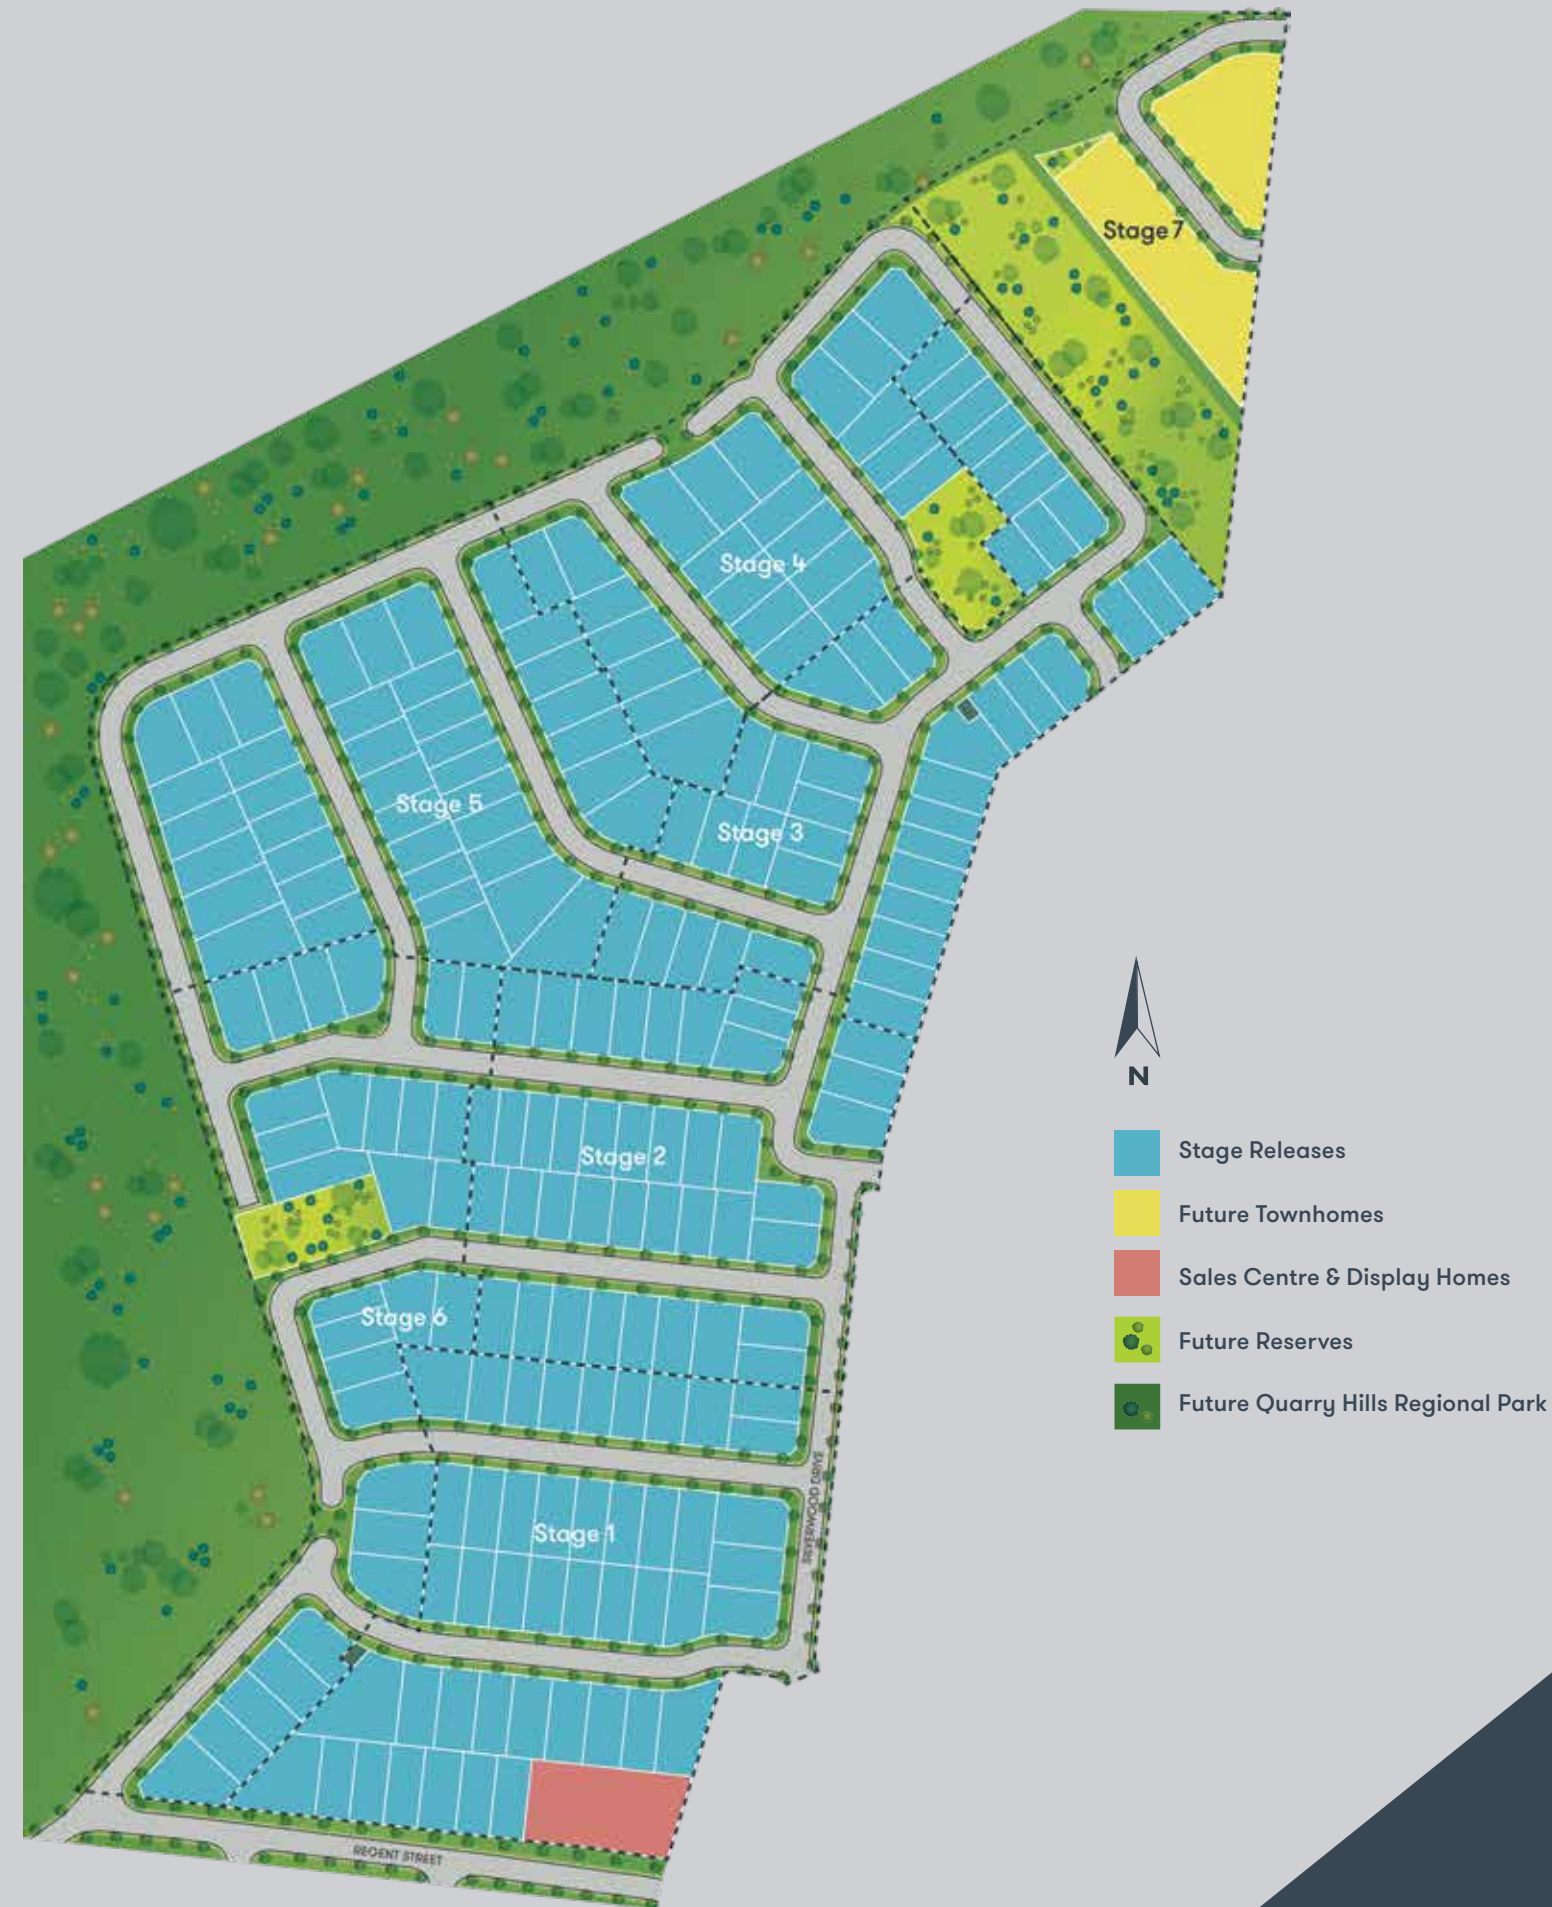 Stage 7
Stage 4
Stage 5
Stage 3
N
Stage Releases
Stage 2
Future Townhomes
Sales Centre & Display Homes
Stage 6
Future Reserves
Future Quarry Hills Regional Park
SHEARWOOD DRIVE
Stage 1
REGENT STREET